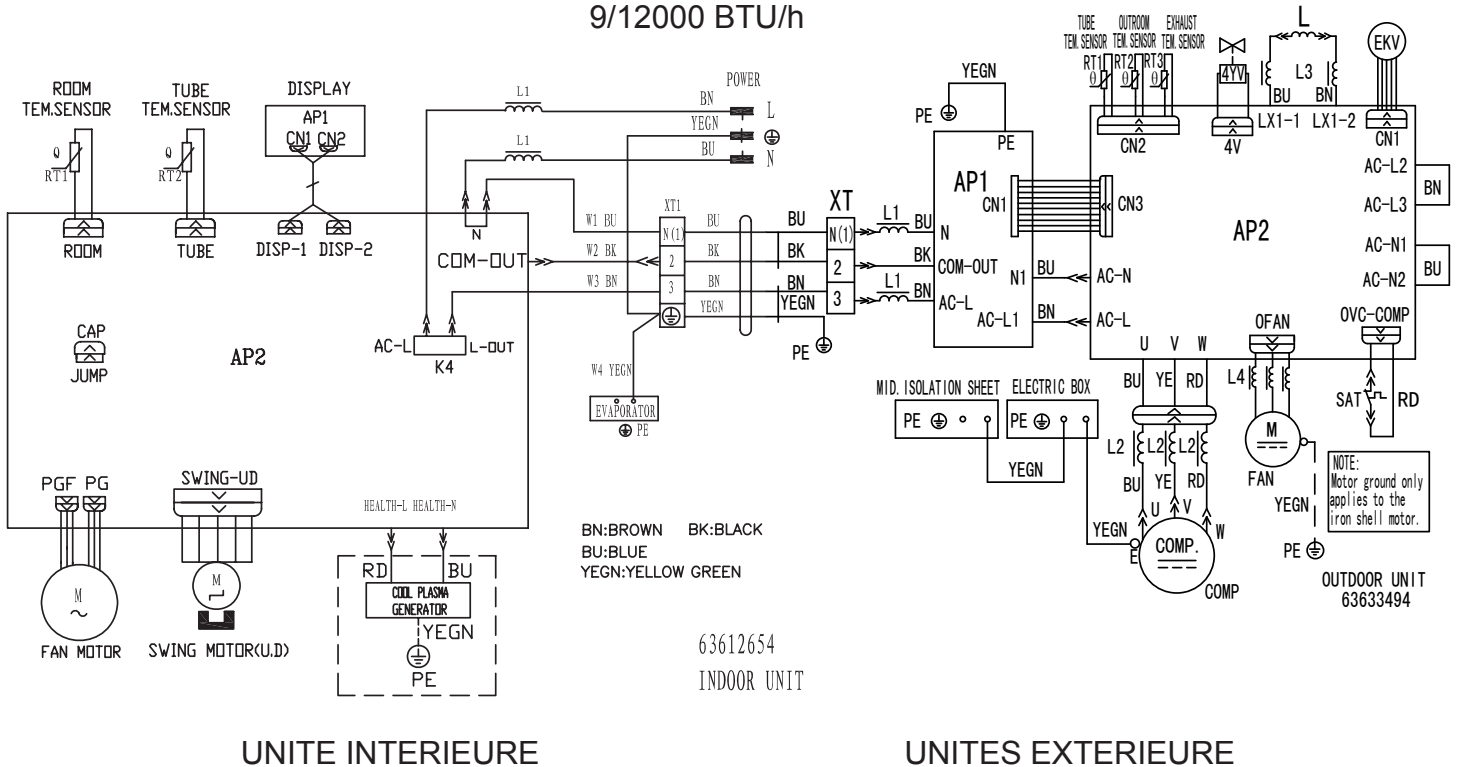 9/12000 BTU/h
ROOM
TEM.SENSOR
TUBE
TEM.SENSOR
DISPLAY
AP1
CN1 CN2
RT1
RT2
ROOM
TUBE
DISP-1 DISP-2
CAP
JUMP
AP2
N
COM-OUT
AC-L
L-OUT
K4
PGF PG
SWING-UD
HEALTH-L HEALTH-N
M
FAN MOTOR
M
SWING MOTOR(U.D)
RD
BU
COOL PLASMA
GENERATOR
YEGN
PE
L1
L1
POWER
BN
L
YEGN
BU
N
W1 BU
W2 BK
W3 BN
W4 YEGN
XT1
N(1)
2
3
BU
BK
BN
YEGN
EVAPORATOR
PE
BU
BK
BN
YEGN
PE
XT
N(1)
2
3
L1
BU
BK
L1
BN
BN:BROWN BK:BLACK
BU:BLUE
YEGN:YELLOW GREEN
63612654
INDOOR UNIT
YEGN
PE
PE
AP1
CN1
N
COM-OUT
AC-L
N1
AC-L1
BU
BN
CN3
AC-N
AC-L
TUBE
TEM.SENSOR
OUTROOM
TEM.SENSOR
EXHAUST
TEM.SENSOR
RT1
RT2
RT3
θ
θ
θ
CN2
4YV
4V
L
L3
BU
BN
LX1-1
LX1-2
EKV
CN1
AP2
AC-L2
BN
AC-L3
AC-N1
BU
AC-N2
OVC-COMP
OFAN
U V W
BU YE RD
L2 L2 L2
BU YE RD
U V W
YEGN
E
COMP.
COMP
MID.ISOLATION SHEET
PE
ELECTRIC BOX
PE
YEGN
L4
M
FAN
YEGN
PE
SAT
RD
NOTE:
Motor ground only
applies to the
iron shell motor.
OUTDOOR UNIT
63633494
UNITE INTERIEURE
UNITES EXTERIEURE